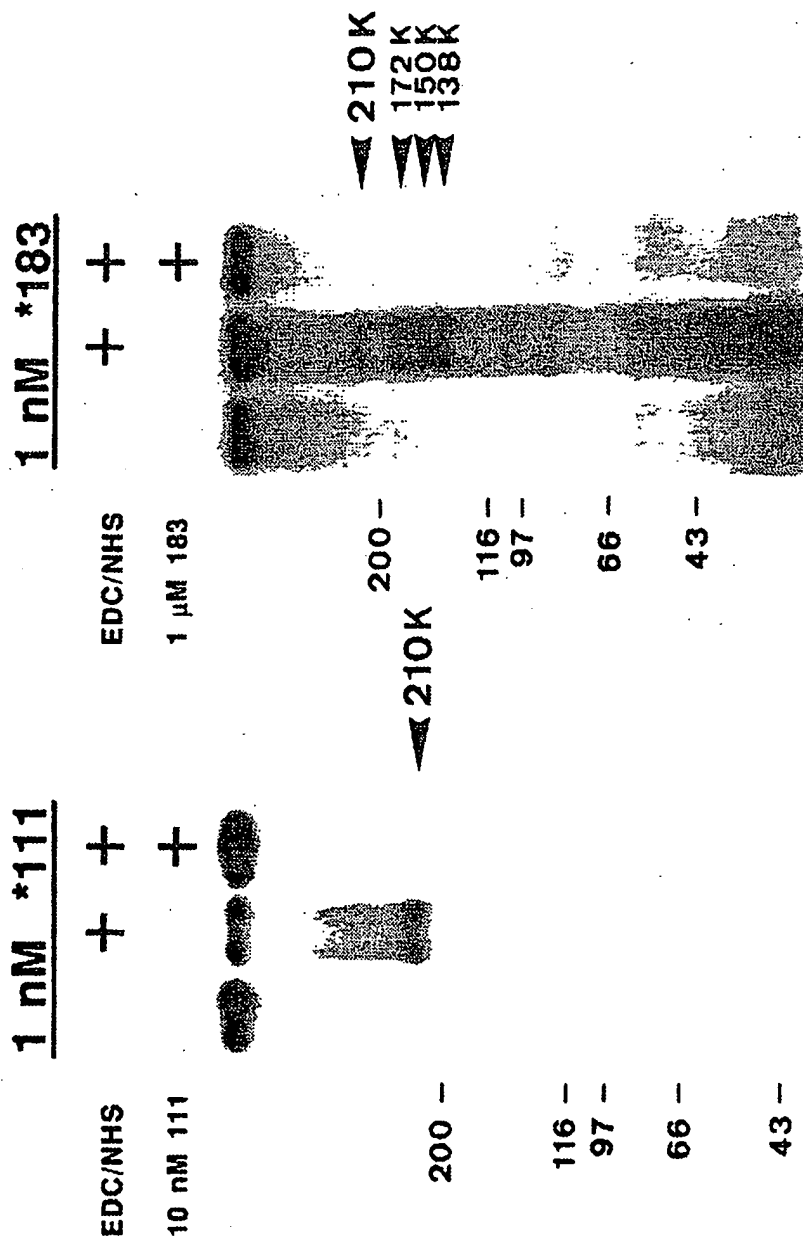 1 nM *111
EDC/NHS + +
10 nM 111 +
210K
200 –
116 –
97 –
66 –
43 –
1 nM *183
EDC/NHS + +
1 μM 183 +
210K
172K
150K
138K
200 –
116 –
97 –
66 –
43 –